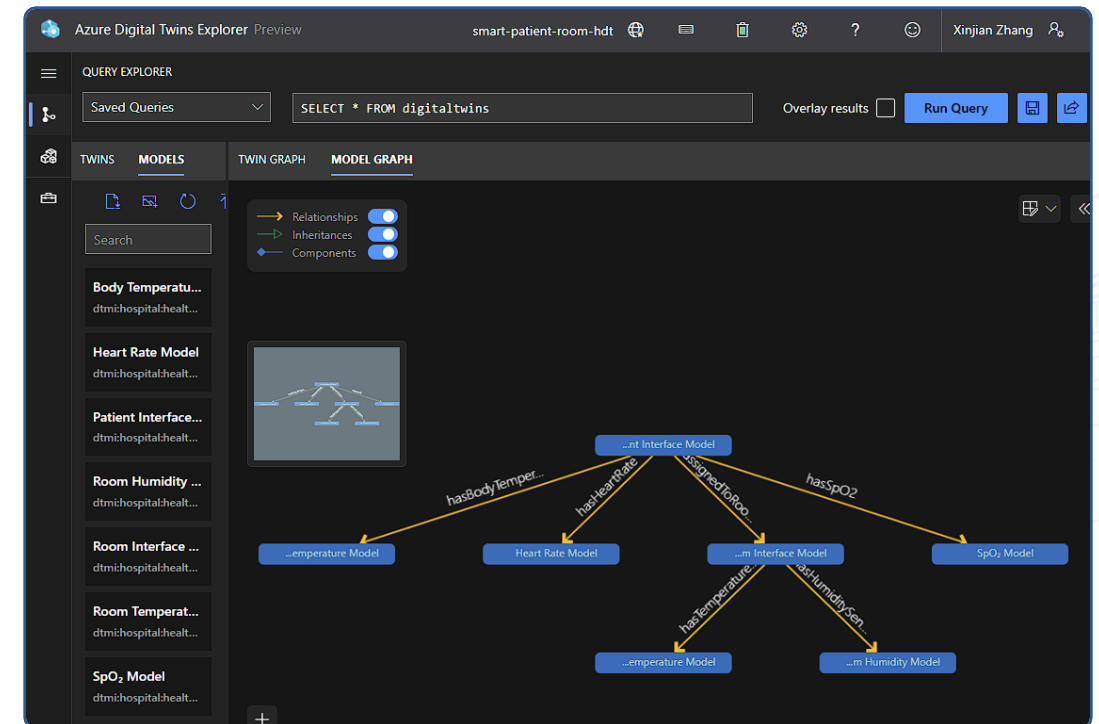 Azure Digital Twins Explorer Preview
smart-patient-room-hdt
?
Xinjian Zhang
QUERY EXPLORER
Saved Queries
SELECT * FROM digitaltwins
Overlay results
Run Query
TWINS
MODELS
TWIN GRAPH
MODEL GRAPH
Search
Body Temperatu...
dtmi:hospital:healt...
Heart Rate Model
dtmi:hospital:healt...
Patient Interface...
dtmi:hospital:healt...
Room Humidity ...
dtmi:hospital:healt...
Room Interface ...
dtmi:hospital:healt...
Room Temperat...
dtmi:hospital:healt...
SpO₂ Model
dtmi:hospital:healt...
Relationships
Inheritances
Components
...nt Interface Model
hasBodyTemper...
hasHeartRate
assignedToRoo...
hasSpO2
...emperature Model
Heart Rate Model
...m Interface Model
SpO₂ Model
hasTemperature...
hasHumiditySen...
...emperature Model
...m Humidity Model